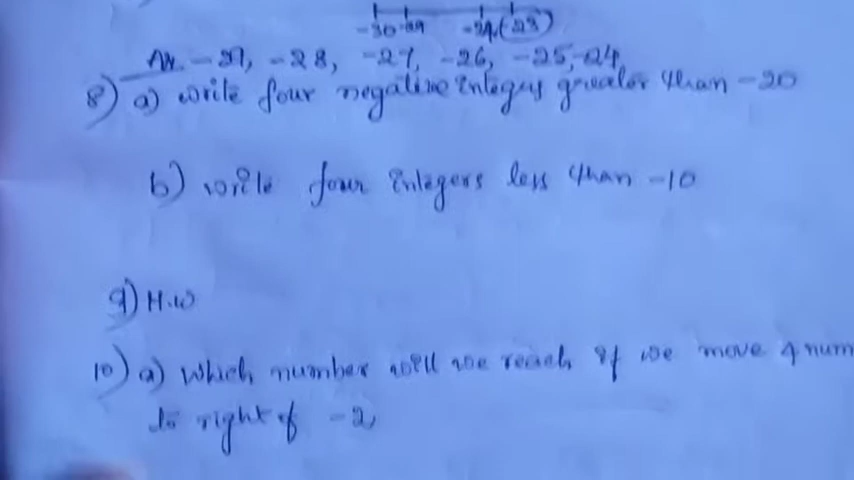 -30 -29 -24 (-23)
An. -29, -28, -27, -26, -25, -24
8) a) write four negative integers greater than -20
b) write four integers less than -10
9) H.W
10) a) which number will we reach if we move 4 num
to right of -2